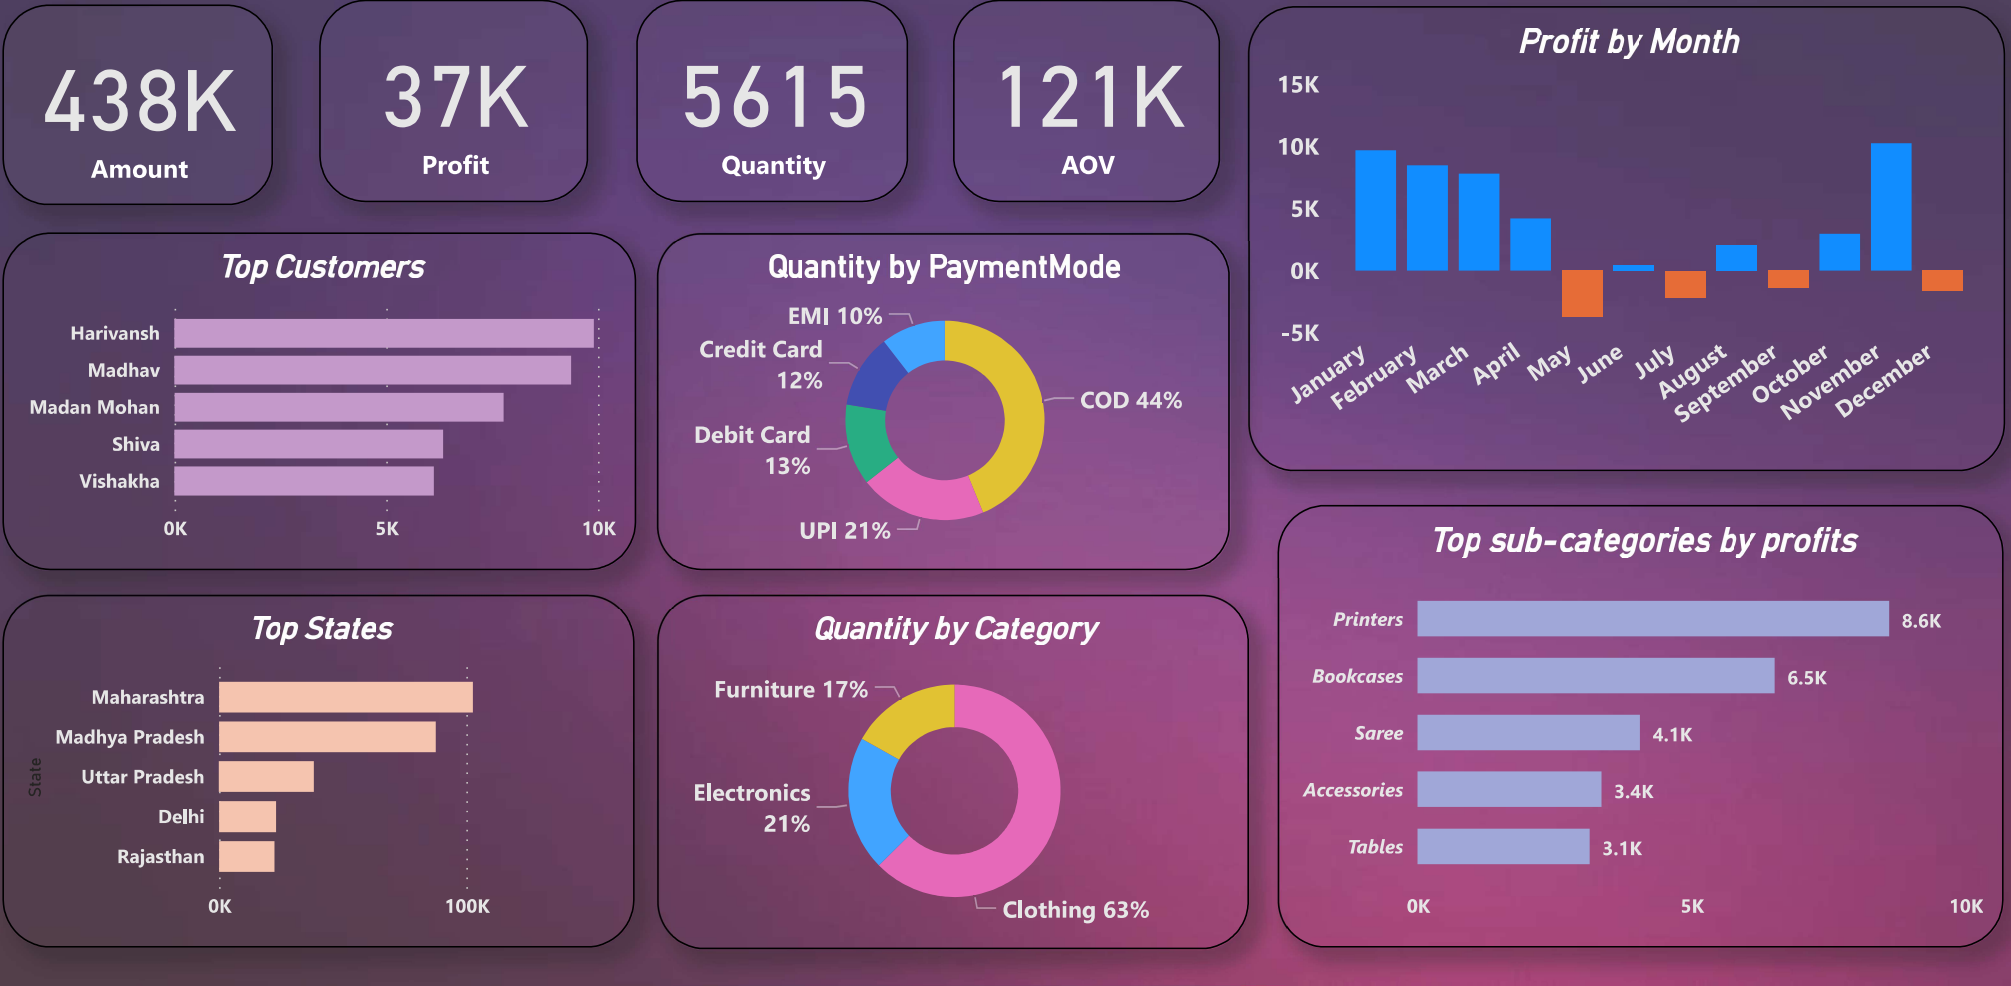 438K
Amount
37K
Profit
5615
Quantity
121K
AOV
Profit by Month
15K
10K
5K
0K
-5K
January
February
March
April
May
June
July
August
September
October
November
December
Top Customers
Harivansh
Madhav
Madan Mohan
Shiva
Vishakha
0K
5K
10K
Quantity by PaymentMode
EMI 10%
Credit Card
12%
Debit Card
13%
UPI 21%
COD 44%
Top States
State
Maharashtra
Madhya Pradesh
Uttar Pradesh
Delhi
Rajasthan
0K
100K
Quantity by Category
Furniture 17%
Electronics
21%
Clothing 63%
Top sub-categories by profits
Printers
8.6K
Bookcases
6.5K
Saree
4.1K
Accessories
3.4K
Tables
3.1K
0K
5K
10K